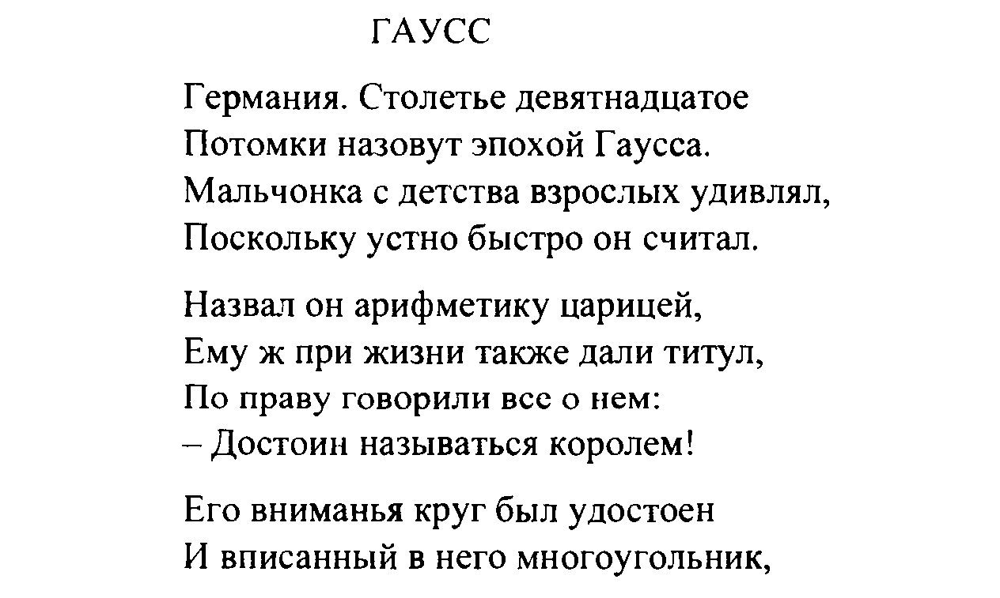 ГАУСС
Германия. Столетье девятнадцатое
Потомки назовут эпохой Гаусса.
Мальчонка с детства взрослых удивлял,
Поскольку устно быстро он считал.
Назвал он арифметику царицей,
Ему ж при жизни также дали титул,
По праву говорили все о нем:
– Достоин называться королем!
Его вниманья круг был удостоен
И вписанный в него многоугольник,